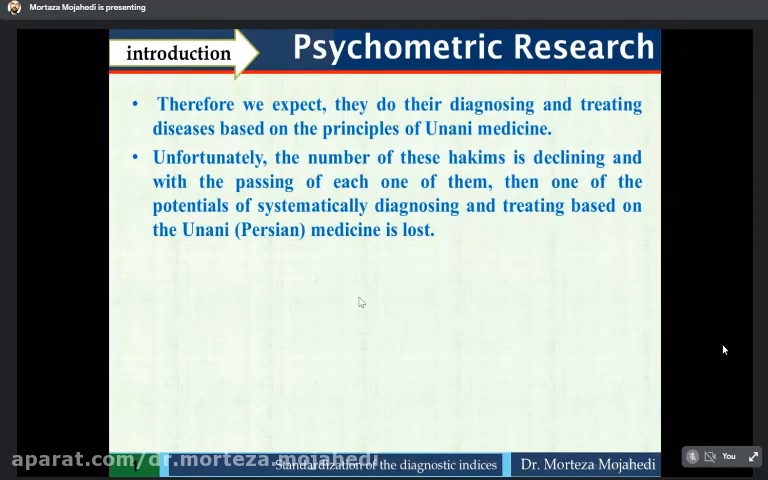 Mortaza Mojahedi is presenting
introduction
Psychometric Research
• Therefore we expect, they do their diagnosing and treating
diseases based on the principles of Unani medicine.
• Unfortunately, the number of these hakims is declining and
with the passing of each one of them, then one of the
potentials of systematically diagnosing and treating based on
the Unani (Persian) medicine is lost.
aparat.com/dr.morteza.mojahedi
Standardization of the diagnostic indices
Dr. Morteza Mojahedi
You